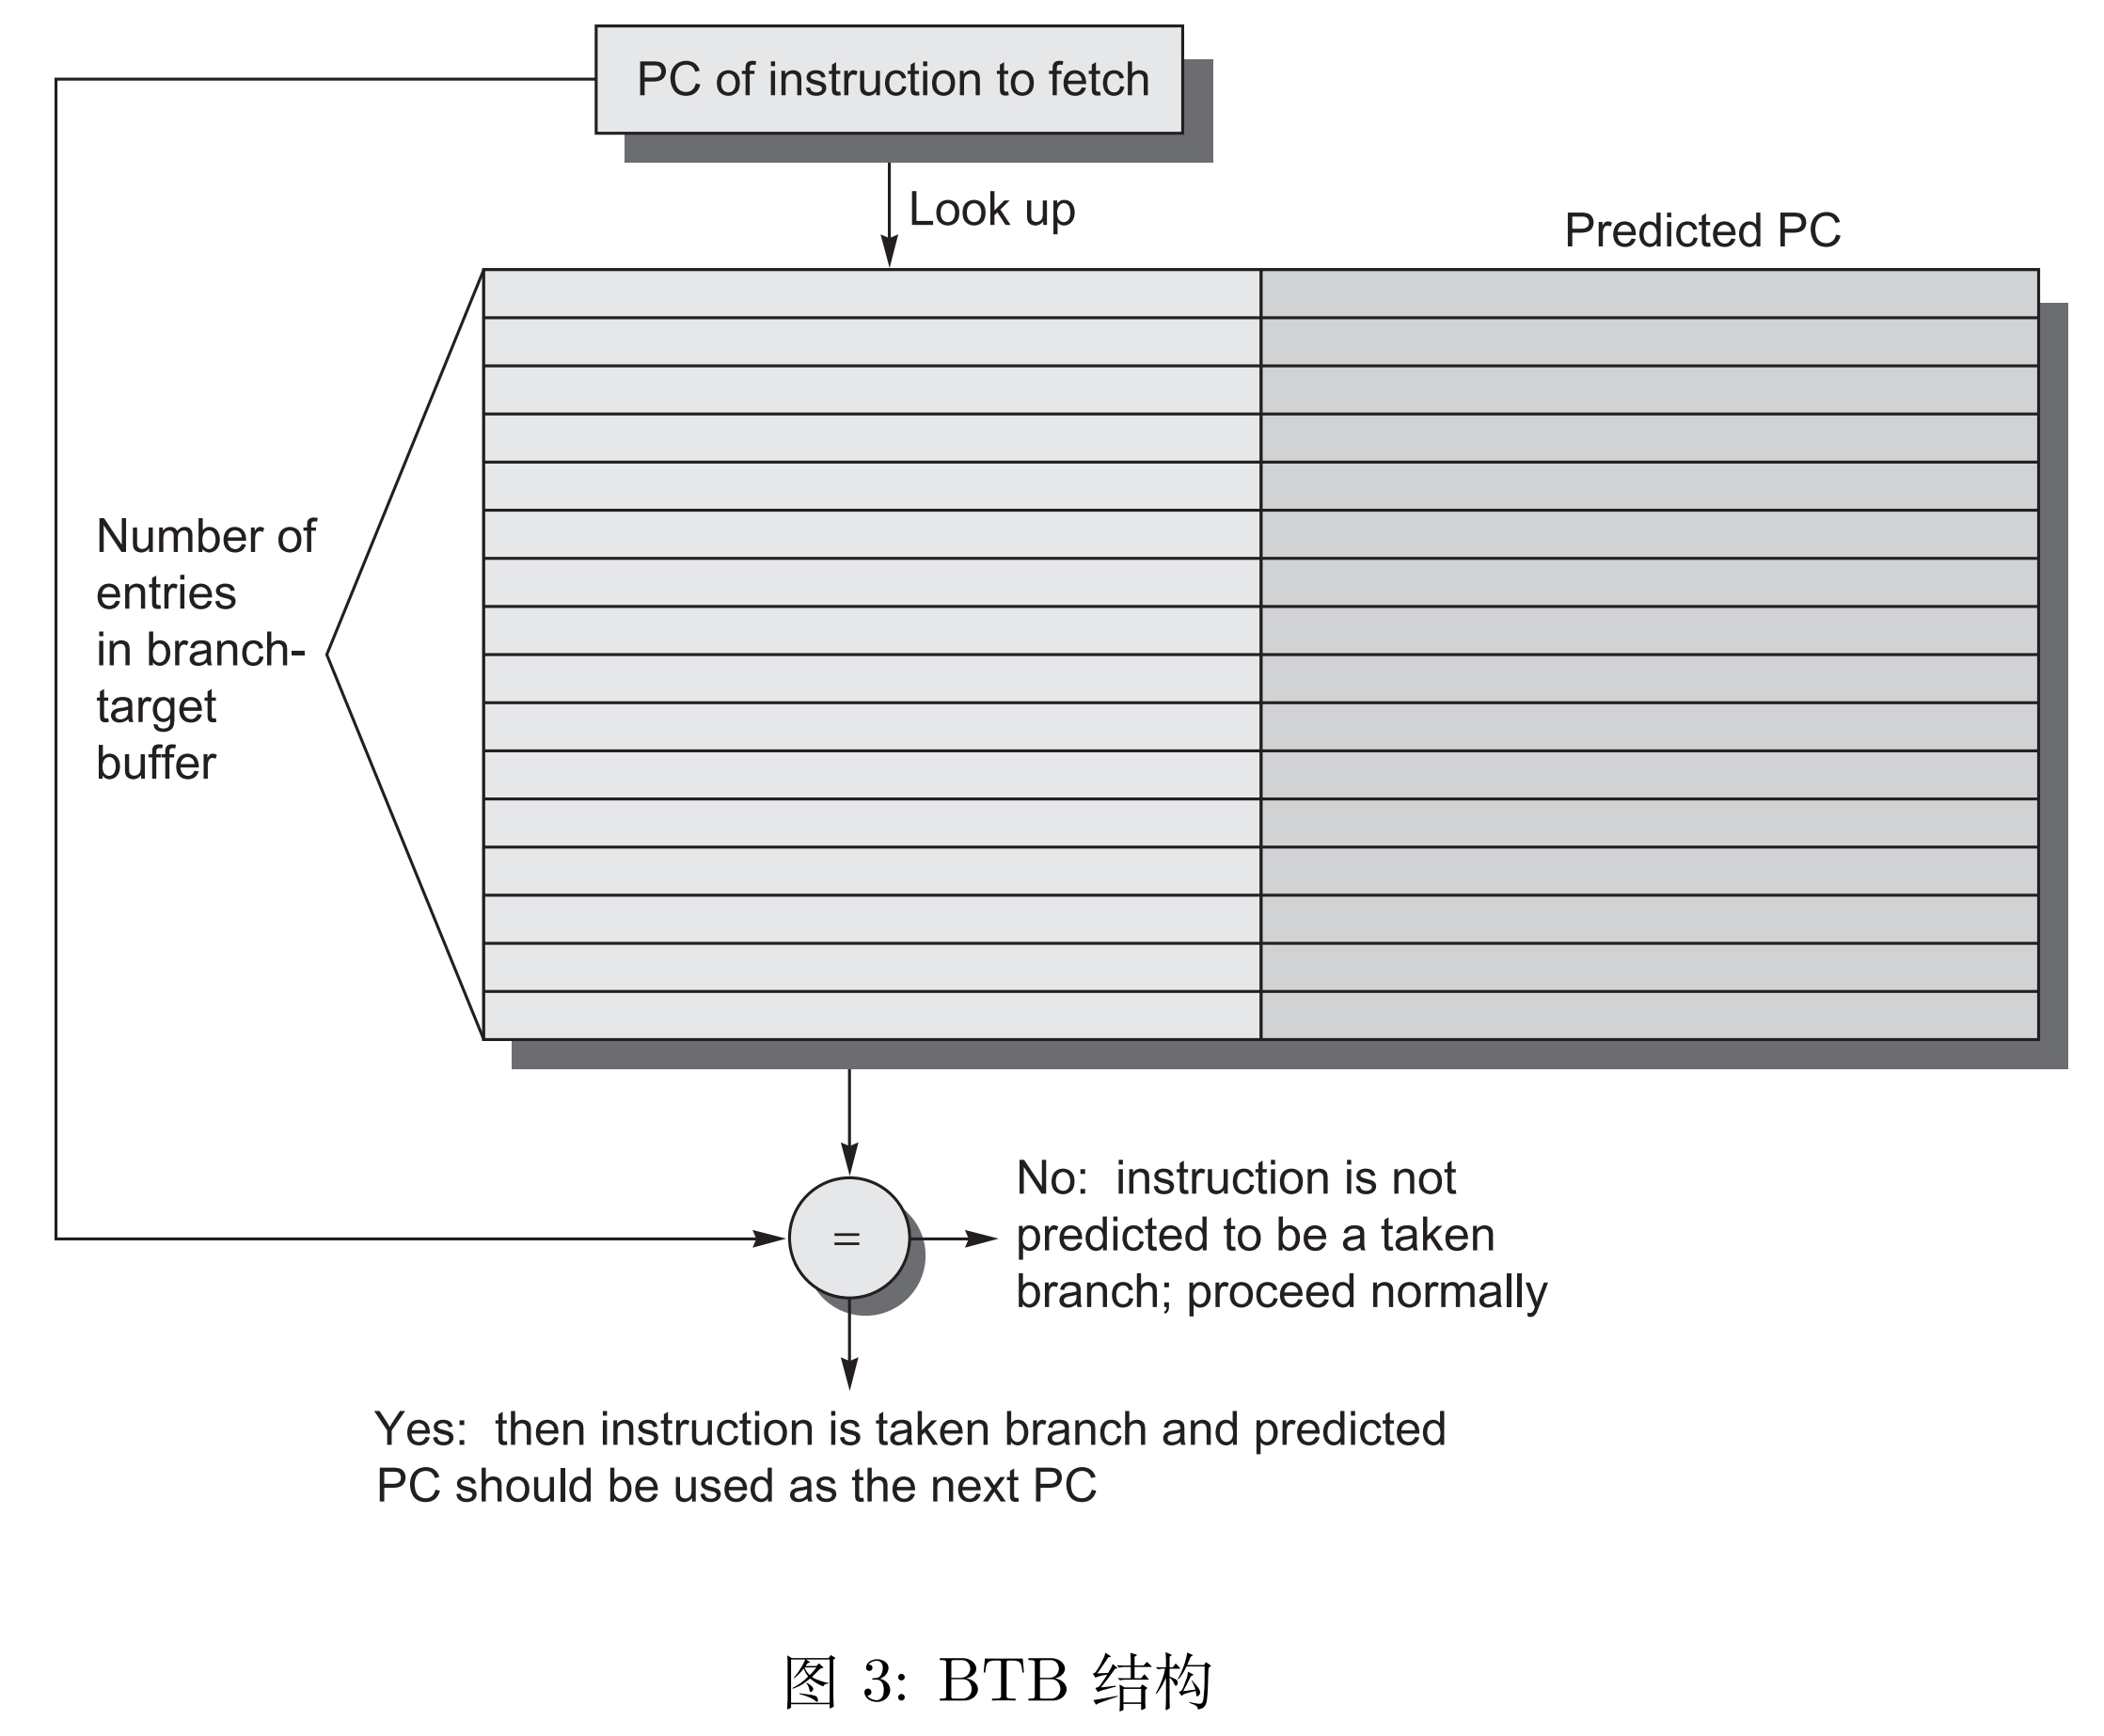 PC of instruction to fetch
Look up
Predicted PC
Number of
entries
in branch-
target
buffer
=
No: instruction is not
predicted to be a taken
branch; proceed normally
Yes: then instruction is taken branch and predicted
PC should be used as the next PC
图 3: BTB 结构